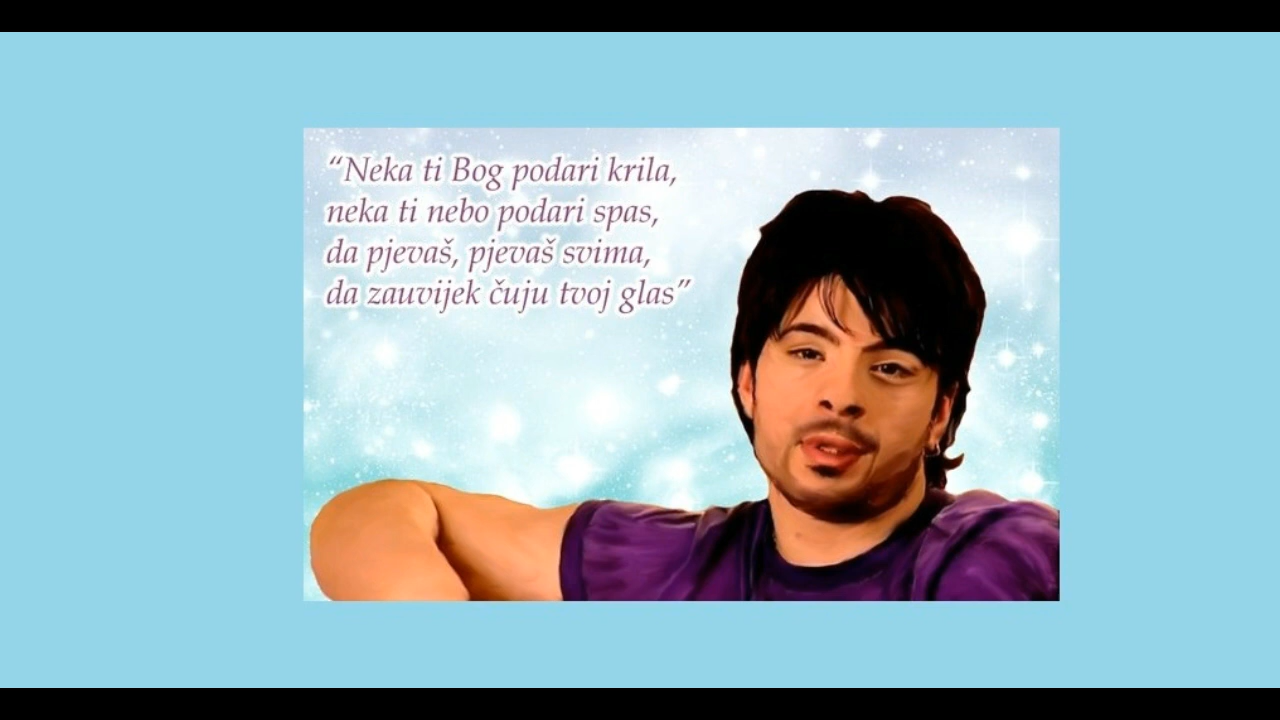 “Neka ti Bog podari krila,
neka ti nebo podari spas,
da pjevaš, pjevaš svima,
da zauvijek čuju tvoj glas”